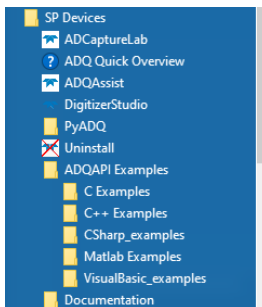 SP Devices
ADCaptureLab
ADQ Quick Overview
ADQAssist
DigitizerStudio
PyADQ
Uninstall
ADQAPI Examples
C Examples
C++ Examples
CSharp_examples
Matlab Examples
VisualBasic_examples
Documentation